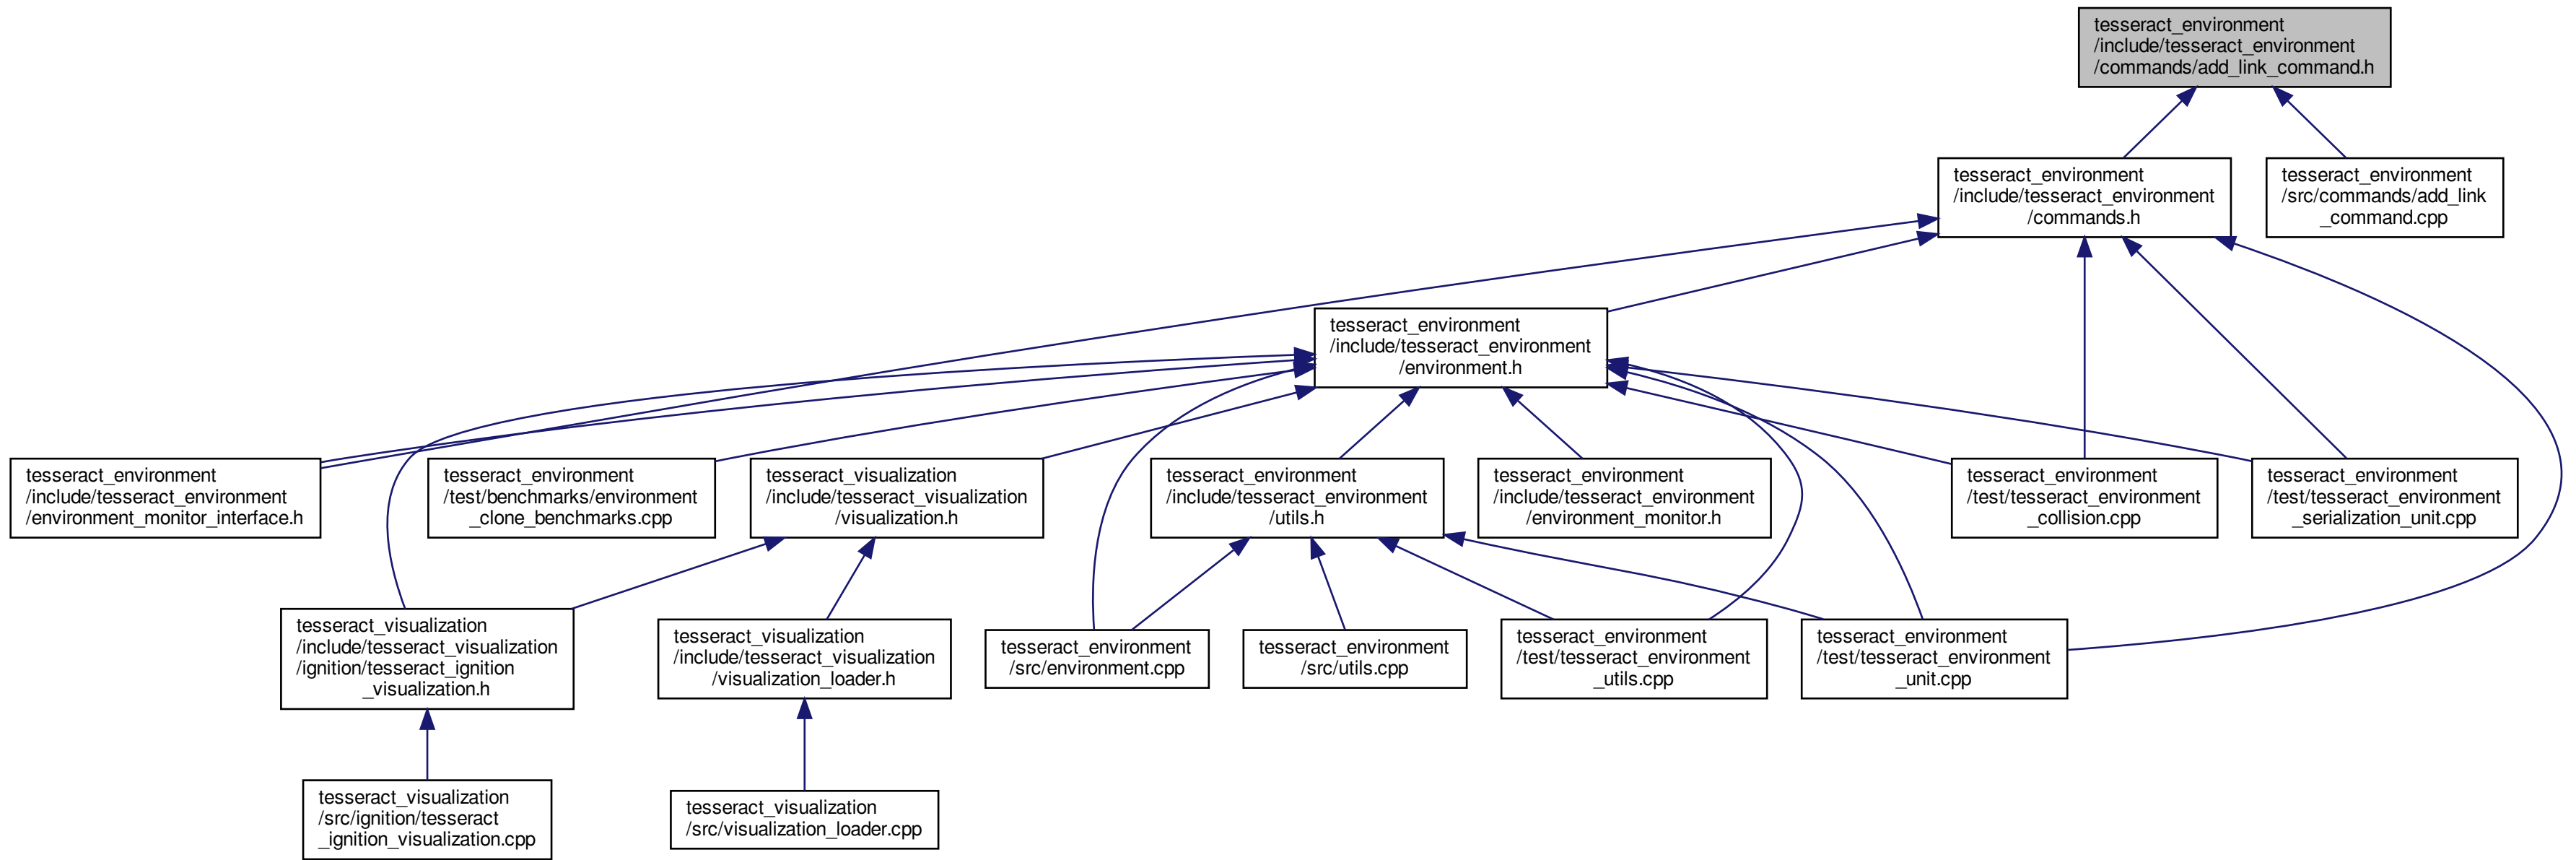 tesseract_environment
/include/tesseract_environment
/commands/add_link_command.h
tesseract_environment
/include/tesseract_environment
/commands.h
tesseract_environment
/src/commands/add_link
_command.cpp
tesseract_environment
/include/tesseract_environment
/environment.h
tesseract_environment
/include/tesseract_environment
/environment_monitor_interface.h
tesseract_environment
/test/benchmarks/environment
_clone_benchmarks.cpp
tesseract_visualization
/include/tesseract_visualization
/visualization.h
tesseract_environment
/include/tesseract_environment
/utils.h
tesseract_environment
/include/tesseract_environment
/environment_monitor.h
tesseract_environment
/test/tesseract_environment
_collision.cpp
tesseract_environment
/test/tesseract_environment
_serialization_unit.cpp
tesseract_visualization
/include/tesseract_visualization
/ignition/tesseract_ignition
_visualization.h
tesseract_visualization
/include/tesseract_visualization
/visualization_loader.h
tesseract_environment
/src/environment.cpp
tesseract_environment
/src/utils.cpp
tesseract_environment
/test/tesseract_environment
_utils.cpp
tesseract_environment
/test/tesseract_environment
_unit.cpp
tesseract_visualization
/src/ignition/tesseract
_ignition_visualization.cpp
tesseract_visualization
/src/visualization_loader.cpp